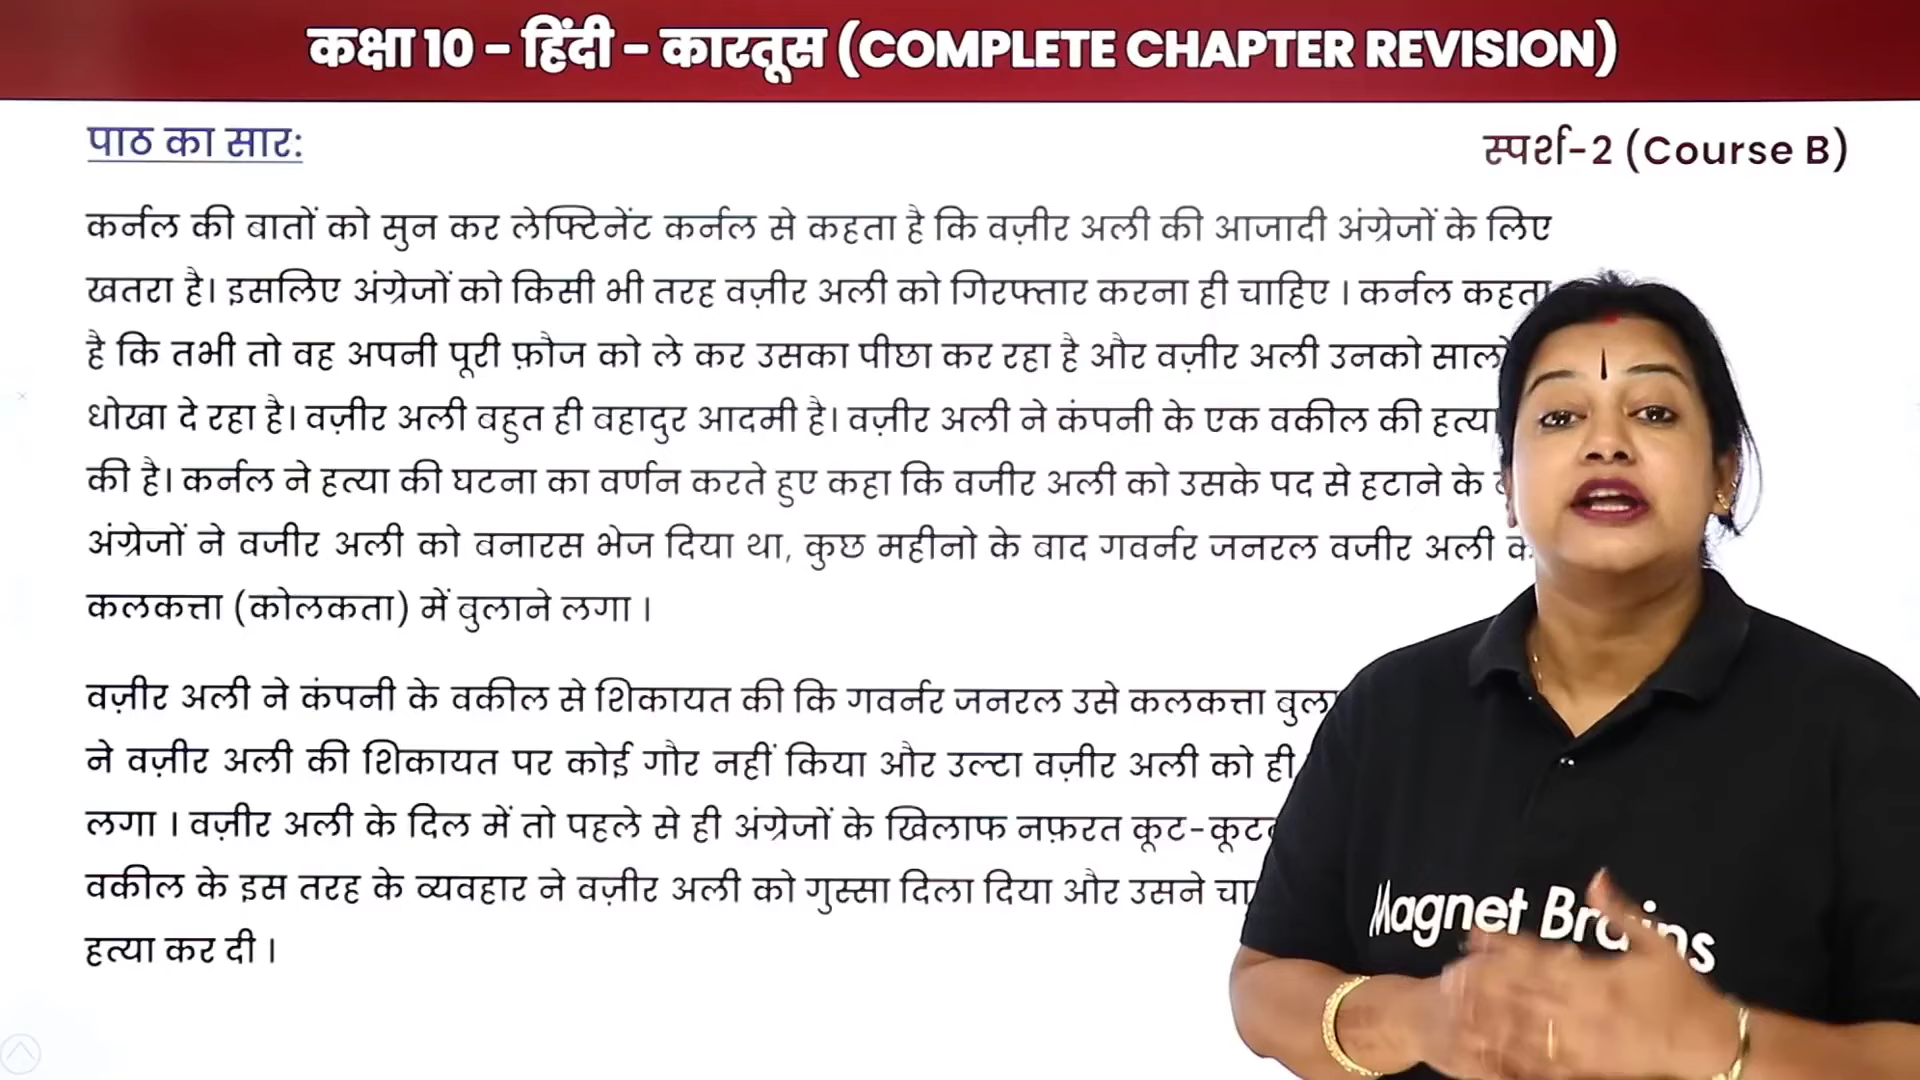 कक्षा 10 - हिंदी - कारतूस (COMPLETE CHAPTER REVISION)
पाठ का सार:
स्पर्श-2 (Course B)
कर्नल की बातों को सुन कर लेफ्टिनेंट कर्नल से कहता है कि वज़ीर अली की आजादी अंग्रेजों के लिए
खतरा है। इसलिए अंग्रेजों को किसी भी तरह वज़ीर अली को गिरफ्तार करना ही चाहिए । कर्नल कहता
है कि तभी तो वह अपनी पूरी फ़ौज को ले कर उसका पीछा कर रहा है और वज़ीर अली उनको
धोखा दे रहा है। वज़ीर अली बहुत ही बहादुर आदमी है। वज़ीर अली ने कंपनी के एक वकील की हत्या
की है। कर्नल ने हत्या की घटना का वर्णन करते हुए कहा कि वजीर अली को उसके पद से हटाने के
अंग्रेजों ने वजीर अली को बनारस भेज दिया था, कुछ महीनो के बाद गवर्नर जनरल वजीर अली
कलकत्ता (कोलकता) में बुलाने लगा ।
वज़ीर अली ने कंपनी के वकील से शिकायत की कि गवर्नर जनरल उसे कलकत्ता
ने वज़ीर अली की शिकायत पर कोई गौर नहीं किया और उल्टा वज़ीर अली को ही
लगा । वज़ीर अली के दिल में तो पहले से ही अंग्रेजों के खिलाफ नफ़रत
वकील के इस तरह के व्यवहार ने वज़ीर अली को गुस्सा दिला दिया और उसने
हत्या कर दी ।
Magnet